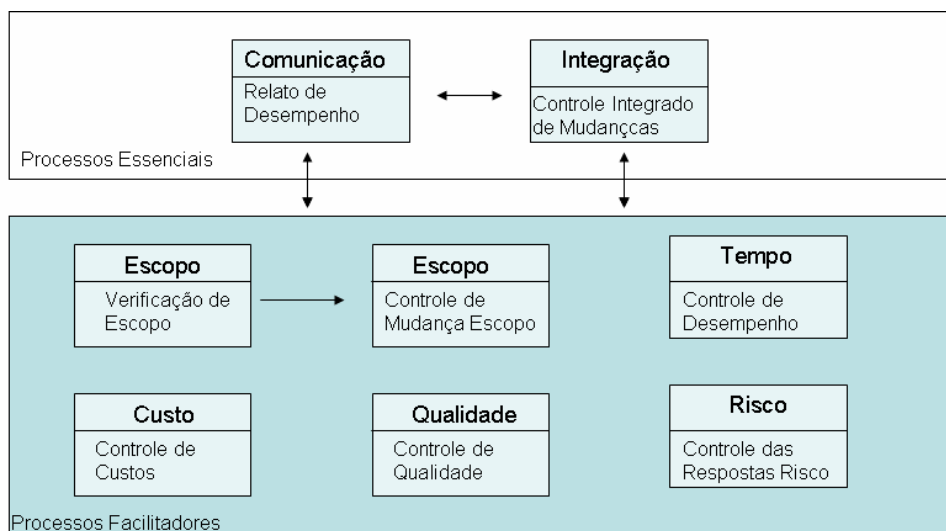 Comunicação
Relato de
Desempenho
Integração
Controle Integrado
de Mudançcas
Processos Essenciais
Escopo
Verificação de
Escopo
Escopo
Controle de
Mudança Escopo
Tempo
Controle de
Desempenho
Custo
Controle de
Custos
Qualidade
Controle de
Qualidade
Risco
Controle das
Respostas Risco
Processos Facilitadores